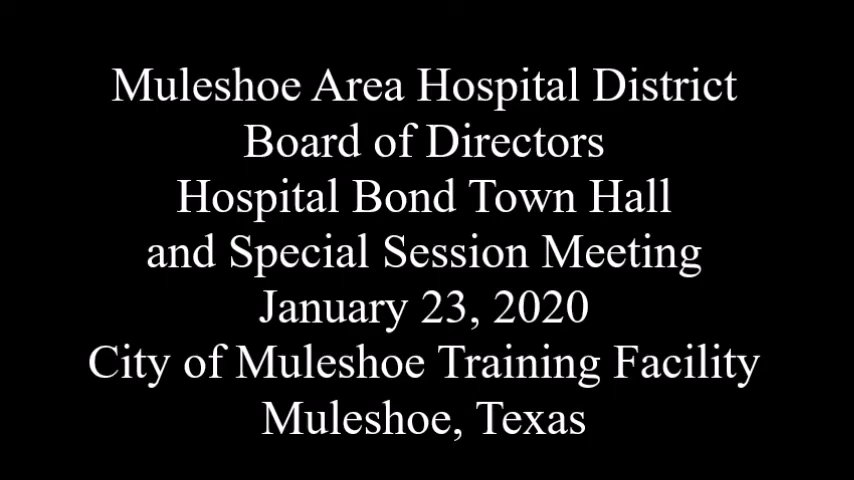 Muleshoe Area Hospital District
Board of Directors
Hospital Bond Town Hall
and Special Session Meeting
January 23, 2020
City of Muleshoe Training Facility
Muleshoe, Texas